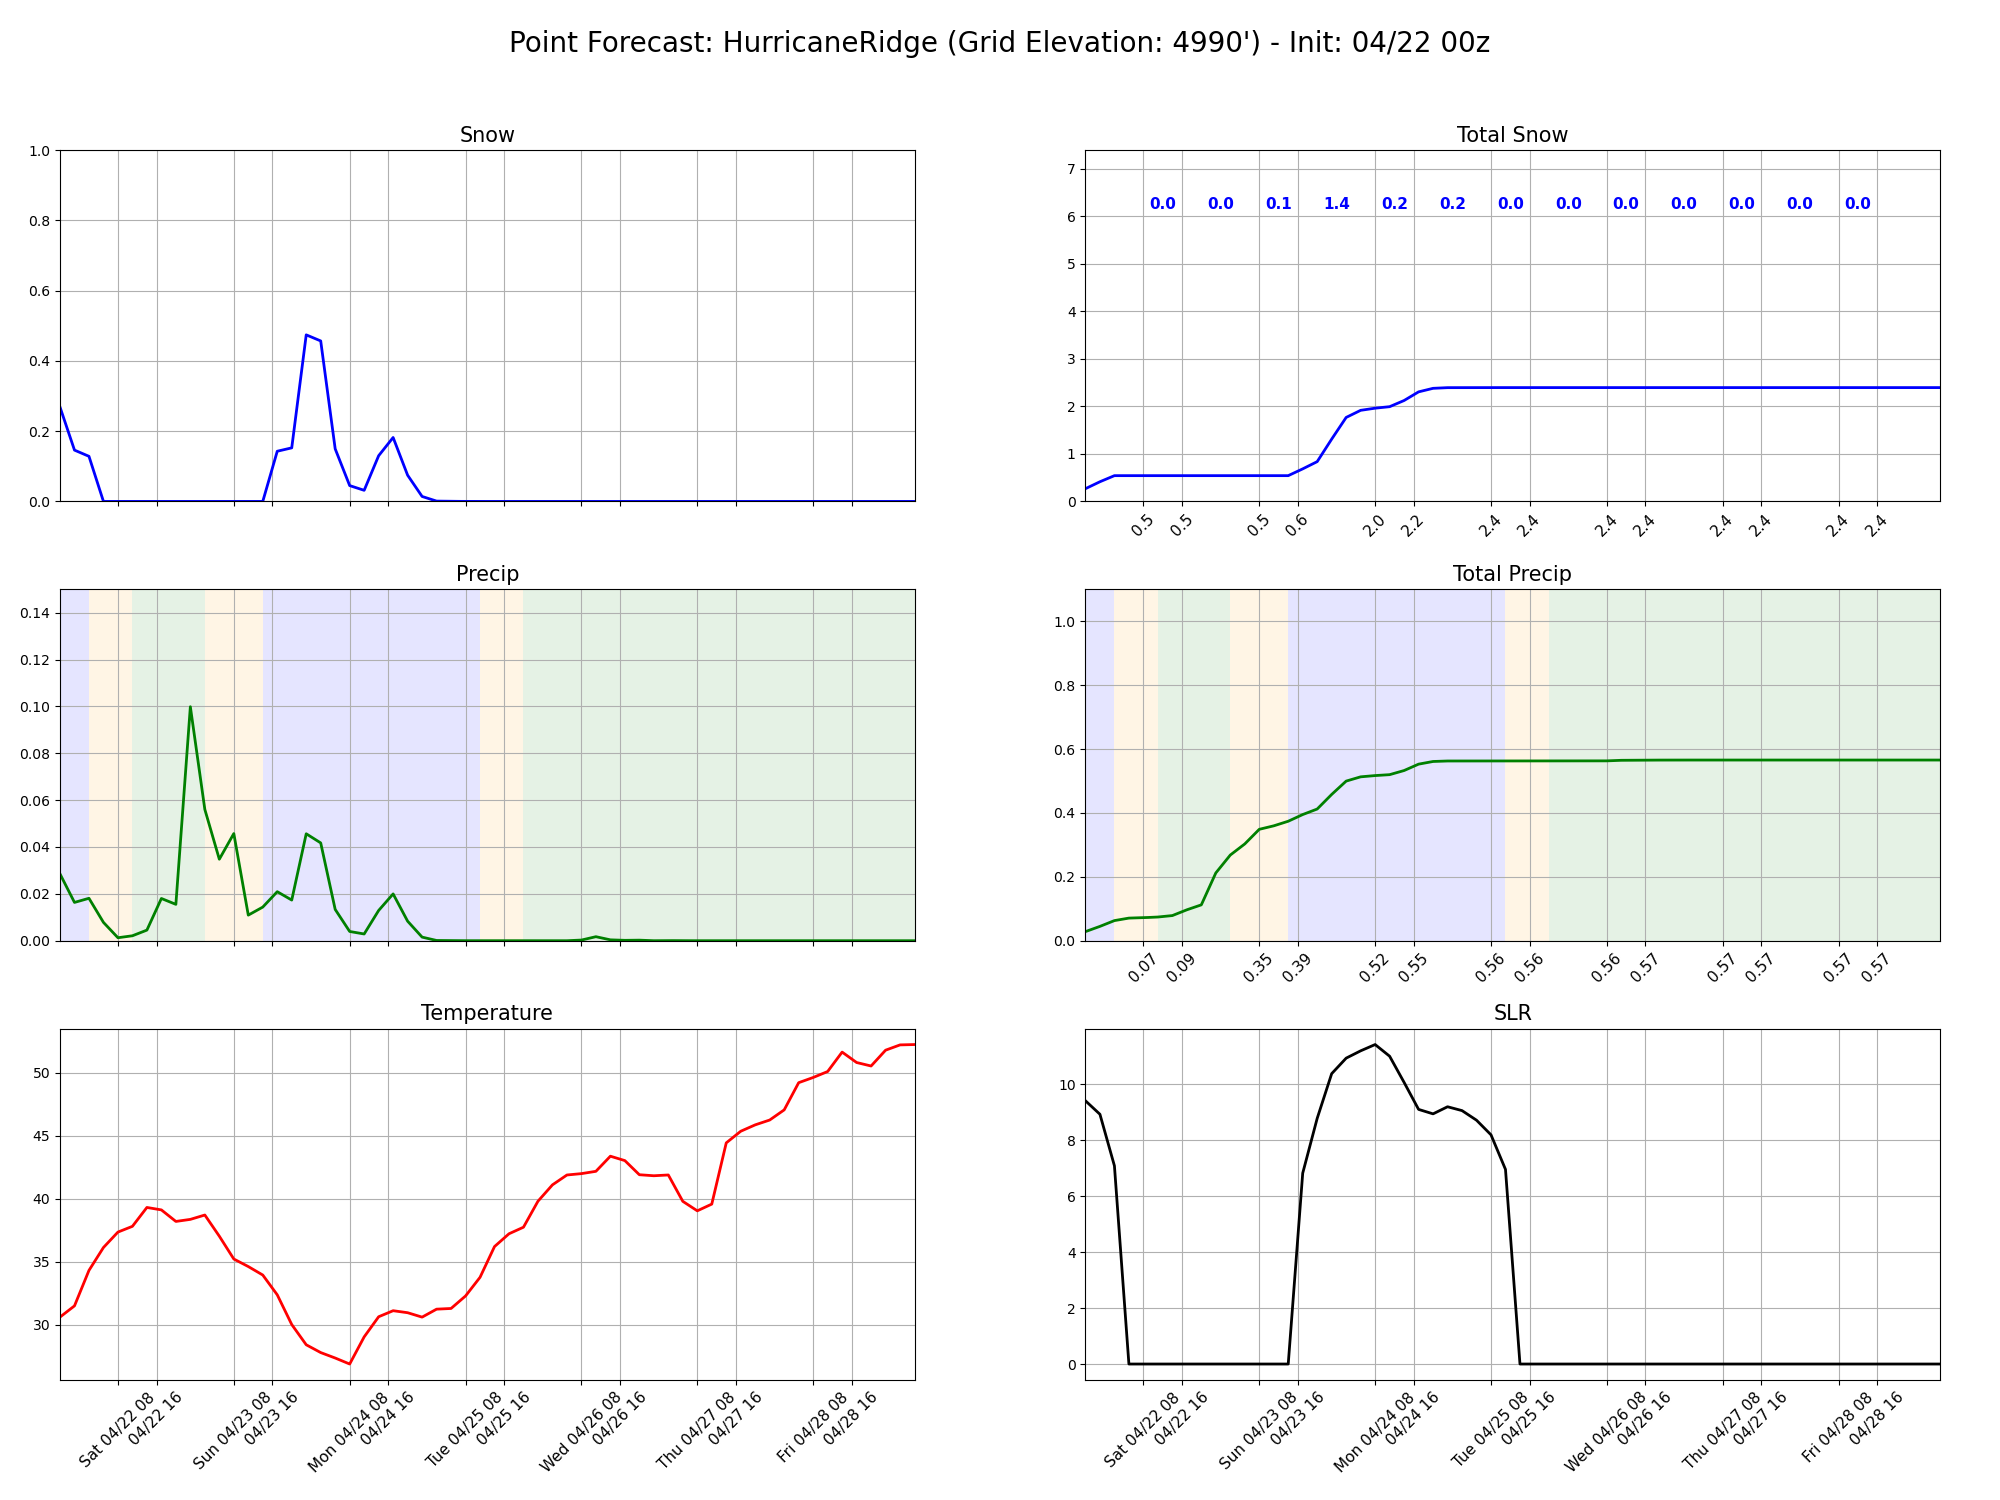 Point Forecast: HurricaneRidge (Grid Elevation: 4990') - Init: 04/22 00z
Snow
1.0
0.8
0.6
0.4
0.2
0.0
Total Snow
7
6
5
4
3
2
1
0
0.0 0.0 0.1 1.4 0.2 0.2 0.0 0.0 0.0 0.0 0.0 0.0 0.0
0.5 0.5 0.5 0.6 2.0 2.2 2.4 2.4 2.4 2.4 2.4 2.4 2.4 2.4
Precip
0.14
0.12
0.10
0.08
0.06
0.04
0.02
0.00
Total Precip
1.0
0.8
0.6
0.4
0.2
0.0
0.07 0.09 0.35 0.39 0.52 0.55 0.56 0.56 0.56 0.57 0.57 0.57 0.57 0.57
Temperature
50
45
40
35
30
Sat 04/22 08
04/22 16
Sun 04/23 08
04/23 16
Mon 04/24 08
04/24 16
Tue 04/25 08
04/25 16
Wed 04/26 08
04/26 16
Thu 04/27 08
04/27 16
Fri 04/28 08
04/28 16
SLR
10
8
6
4
2
0
Sat 04/22 08
04/22 16
Sun 04/23 08
04/23 16
Mon 04/24 08
04/24 16
Tue 04/25 08
04/25 16
Wed 04/26 08
04/26 16
Thu 04/27 08
04/27 16
Fri 04/28 08
04/28 16